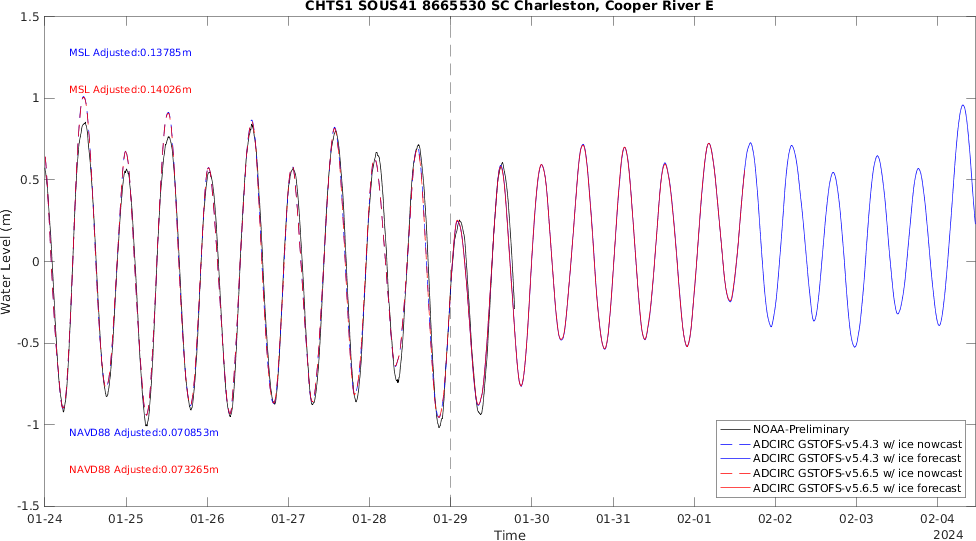 CHTS1 SOUS41 8665530 SC Charleston, Cooper River E
1.5
1
0.5
0
-0.5
-1
-1.5
Water Level (m)
MSL Adjusted:0.13785m
MSL Adjusted:0.14026m
NAVD88 Adjusted:0.070853m
NAVD88 Adjusted:0.073265m
NOAA-Preliminary
ADCIRC GSTOFS-v5.4.3 w/ ice nowcast
ADCIRC GSTOFS-v5.4.3 w/ ice forecast
ADCIRC GSTOFS-v5.6.5 w/ ice nowcast
ADCIRC GSTOFS-v5.6.5 w/ ice forecast
01-24 01-25 01-26 01-27 01-28 01-29 01-30 01-31 02-01 02-02 02-03 02-04
Time
2024